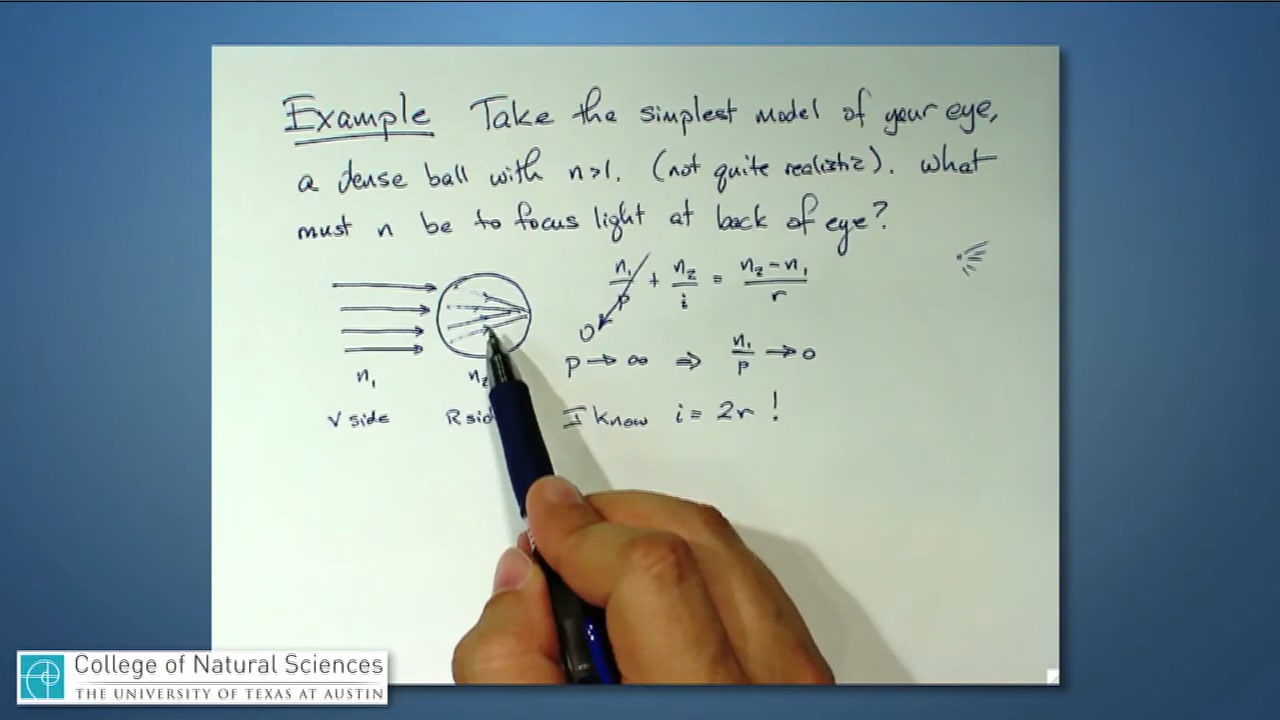 Example Take the simplest model of your eye,
a dense ball with n>1. (not quite realistic). What
must n be to focus light at back of eye?
n₁/p + n₂/i = (n₂-n₁)/r
0
p → ∞ ⇒ n₁/p → 0
n₁ n₂
V side R sid
I know i = 2r !
College of Natural Sciences
THE UNIVERSITY OF TEXAS AT AUSTIN